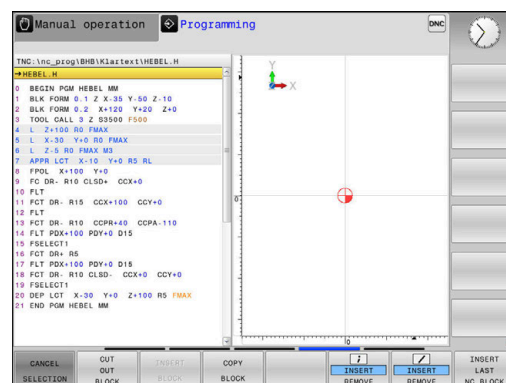 Manual operation
Programming
DNC
TNC:\nc_prog\BHB\Klartext\HEBEL.H
→HEBEL.H
0 BEGIN PGM HEBEL MM
1 BLK FORM 0.1 Z X-35 Y-50 Z-10
2 BLK FORM 0.2 X+120 Y+20 Z+0
3 TOOL CALL 3 Z S3500 F500
4 L Z+100 R0 FMAX
5 L X-30 Y+0 R0 FMAX
6 L Z-5 R0 FMAX M3
7 APPR LCT X-10 Y+0 R5 RL
8 FPOL X+100 Y+0
9 FC DR- R10 CLSD+ CCX+0
10 FLT
11 FCT DR- R15 CCX+100 CCY+0
12 FLT
13 FCT DR- R10 CCPR+40 CCPA-110
14 FLT PDX+100 PDY+0 D15
15 FSELECT1
16 FCT DR+ R5
17 FLT PDX+100 PDY+0 D15
18 FCT DR- R10 CLSD- CCX+0 CCY+0
19 FSELECT1
20 DEP LCT X-30 Y+0 Z+100 R5 FMAX
21 END PGM HEBEL MM
Y
X
0
0
CANCEL
SELECTION
CUT
OUT
BLOCK
INSERT
BLOCK
COPY
BLOCK
;
INSERT
REMOVE
/
INSERT
REMOVE
INSERT
LAST
NC BLOCK